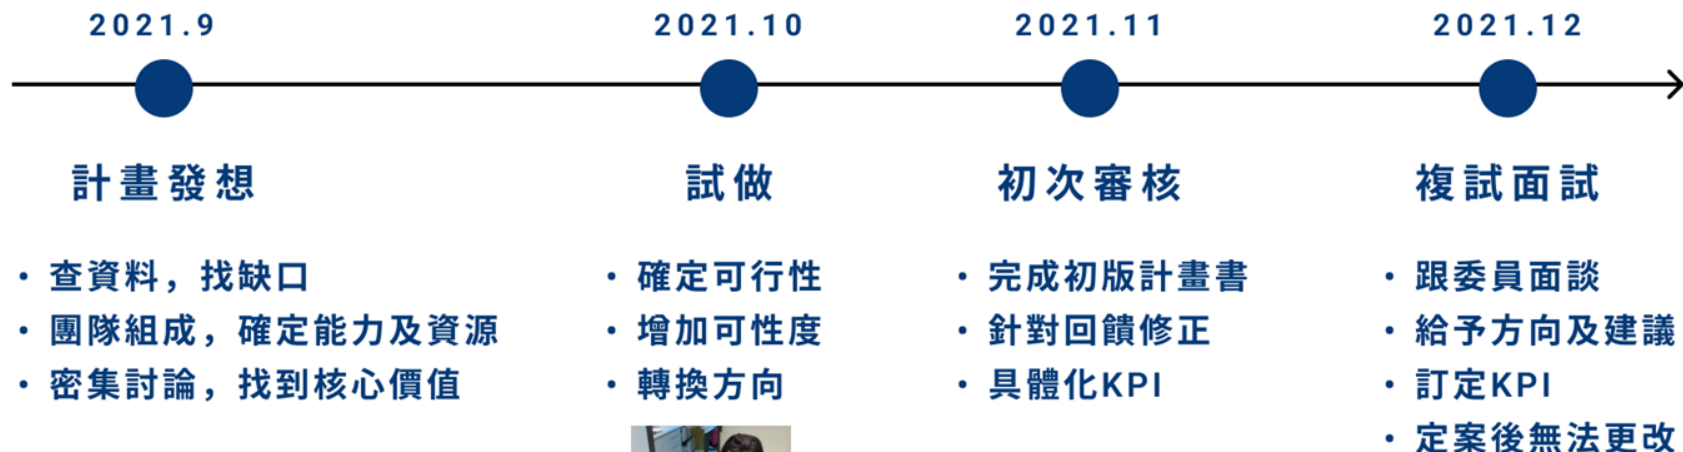 2021.9
2021.10
2021.11
2021.12
計畫發想
試做
初次審核
複試面試
• 查資料，找缺口
• 團隊組成，確定能力及資源
• 密集討論，找到核心價值
• 確定可行性
• 增加可性度
• 轉換方向
• 完成初版計畫書
• 針對回饋修正
• 具體化KPI
• 跟委員面談
• 給予方向及建議
• 訂定KPI
• 定案後無法更改